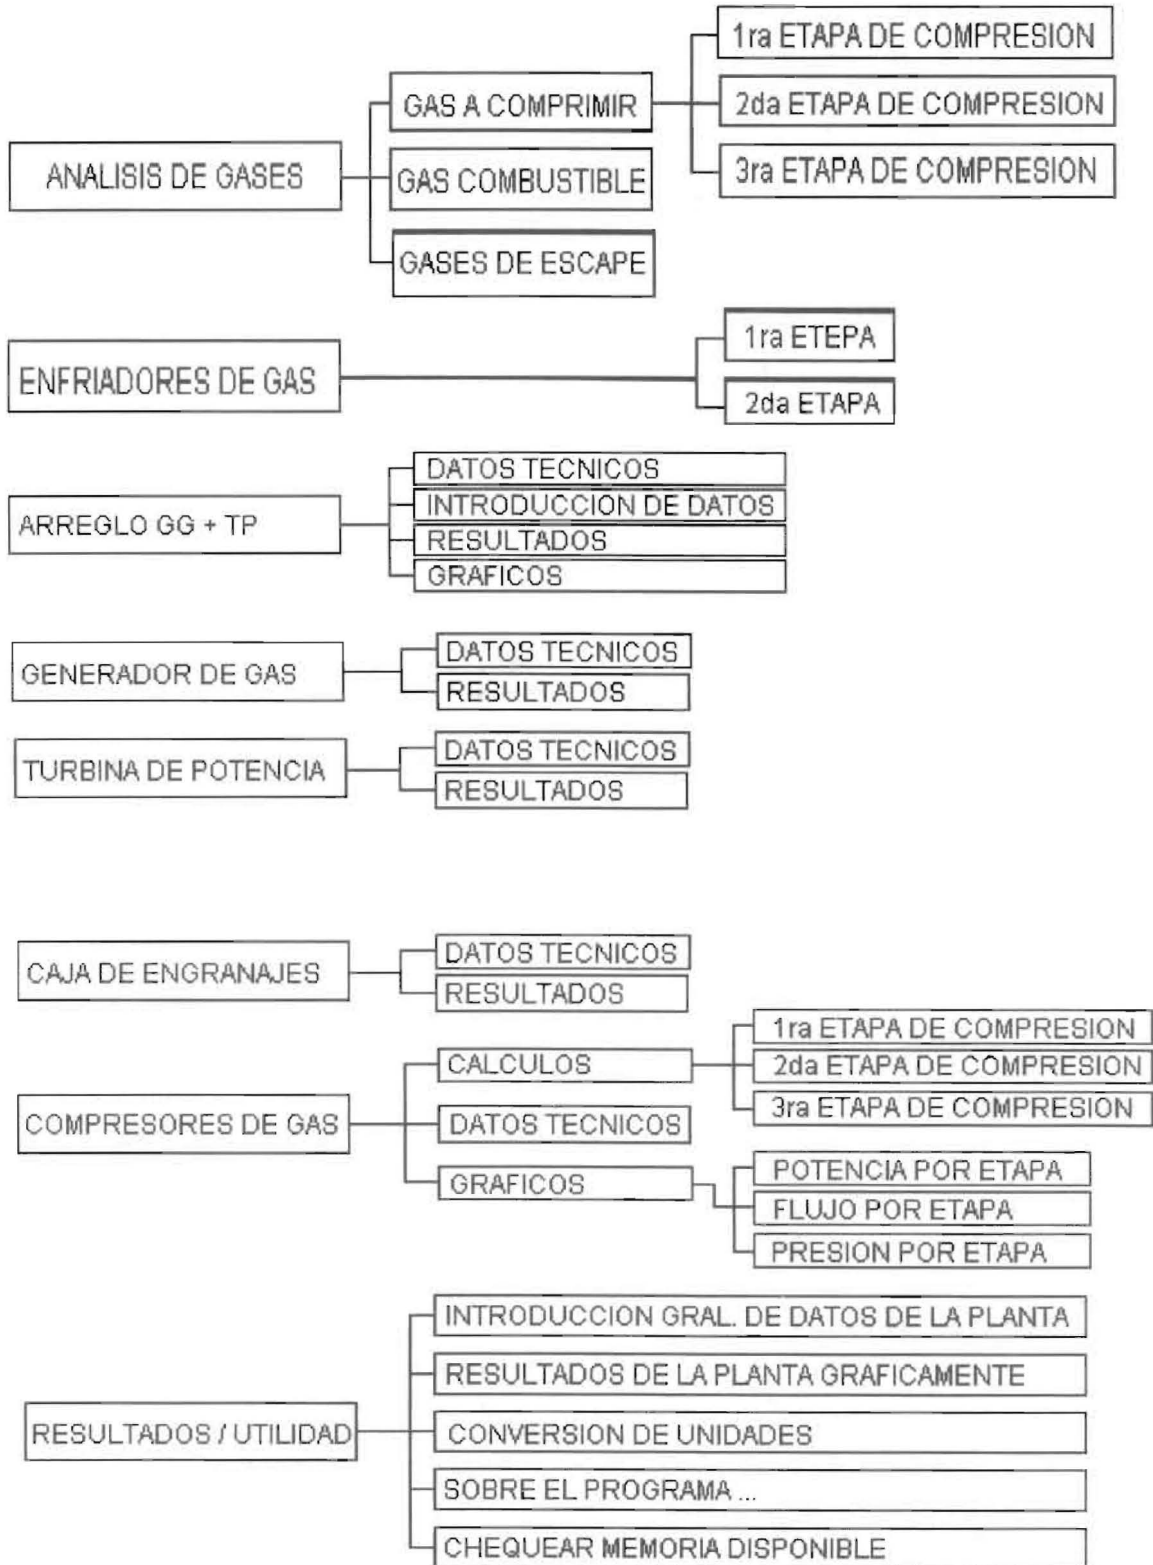 1ra ETAPA DE COMPRESION
GAS A COMPRIMIR
2da ETAPA DE COMPRESION
ANALISIS DE GASES
GAS COMBUSTIBLE
3ra ETAPA DE COMPRESION
GASES DE ESCAPE
1ra ETEPA
ENFRIADORES DE GAS
2da ETAPA
DATOS TECNICOS
INTRODUCCION DE DATOS
ARREGLO GG + TP
RESULTADOS
GRAFICOS
DATOS TECNICOS
GENERADOR DE GAS
RESULTADOS
DATOS TECNICOS
TURBINA DE POTENCIA
RESULTADOS
DATOS TECNICOS
CAJA DE ENGRANAJES
RESULTADOS
1ra ETAPA DE COMPRESION
CALCULOS
2da ETAPA DE COMPRESION
3ra ETAPA DE COMPRESION
COMPRESORES DE GAS
DATOS TECNICOS
POTENCIA POR ETAPA
GRAFICOS
FLUJO POR ETAPA
PRESION POR ETAPA
INTRODUCCION GRAL. DE DATOS DE LA PLANTA
RESULTADOS DE LA PLANTA GRAFICAMENTE
RESULTADOS / UTILIDAD
CONVERSION DE UNIDADES
SOBRE EL PROGRAMA ...
CHEQUEAR MEMORIA DISPONIBLE